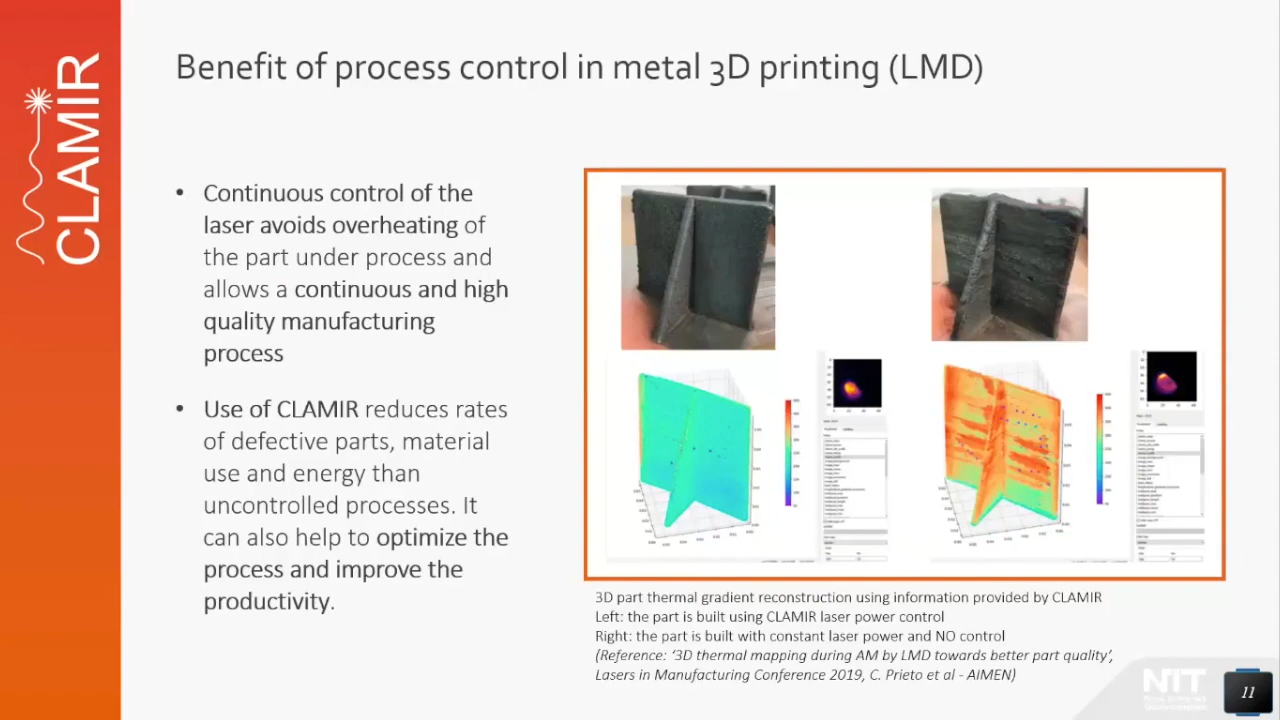 CLAMIR
Benefit of process control in metal 3D printing (LMD)
• Continuous control of the
laser avoids overheating of
the part under process and
allows a continuous and high
quality manufacturing
process
• Use of CLAMIR reduces rates
of defective parts, material
use and energy than
uncontrolled processes. It
can also help to optimize the
process and improve the
productivity.
3D part thermal gradient reconstruction using information provided by CLAMIR
Left: the part is built using CLAMIR laser power control
Right: the part is built with constant laser power and NO control
(Reference: ‘3D thermal mapping during AM by LMD towards better part quality’,
Lasers in Manufacturing Conference 2019, C. Prieto et al - AIMEN)
NIT
11